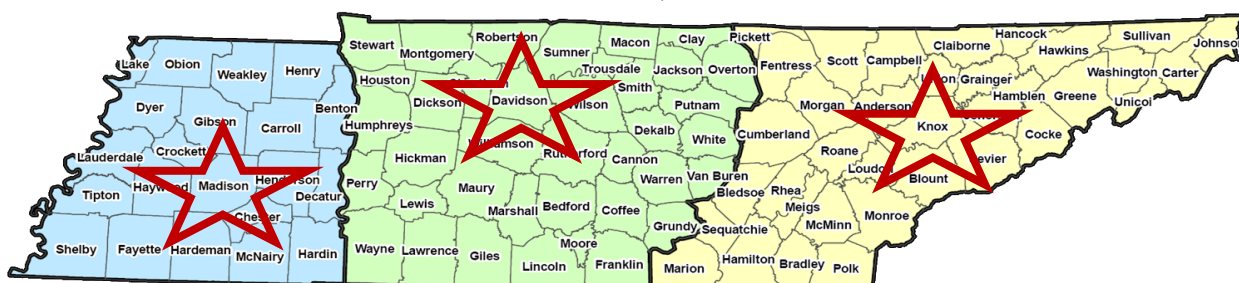 Lake
Obion
Weakley
Henry
Dyer
Gibson
Carroll
Benton
Lauderdale
Crockett
Tipton
Haywood
Madison
Henderson
Decatur
Chester
Shelby
Fayette
Hardeman
McNairy
Hardin
Stewart
Montgomery
Robertson
Sumner
Macon
Clay
Pickett
Houston
Trousdale
Jackson
Overton
Dickson
Davidson
Wilson
Smith
Putnam
Humphreys
Hickman
Williamson
Rutherford
Cannon
Dekalb
White
Perry
Lewis
Maury
Marshall
Bedford
Coffee
Warren
Van Buren
Wayne
Lawrence
Giles
Lincoln
Moore
Franklin
Grundy
Fentress
Scott
Campbell
Claiborne
Hancock
Hawkins
Sullivan
Johnson
Grainger
Washington
Carter
Morgan
Anderson
Hamblen
Greene
Unicoi
Cumberland
Knox
Cocke
Roane
Loudon
Blount
Sevier
Bledsoe
Rhea
Meigs
McMinn
Monroe
Sequatchie
Marion
Hamilton
Bradley
Polk